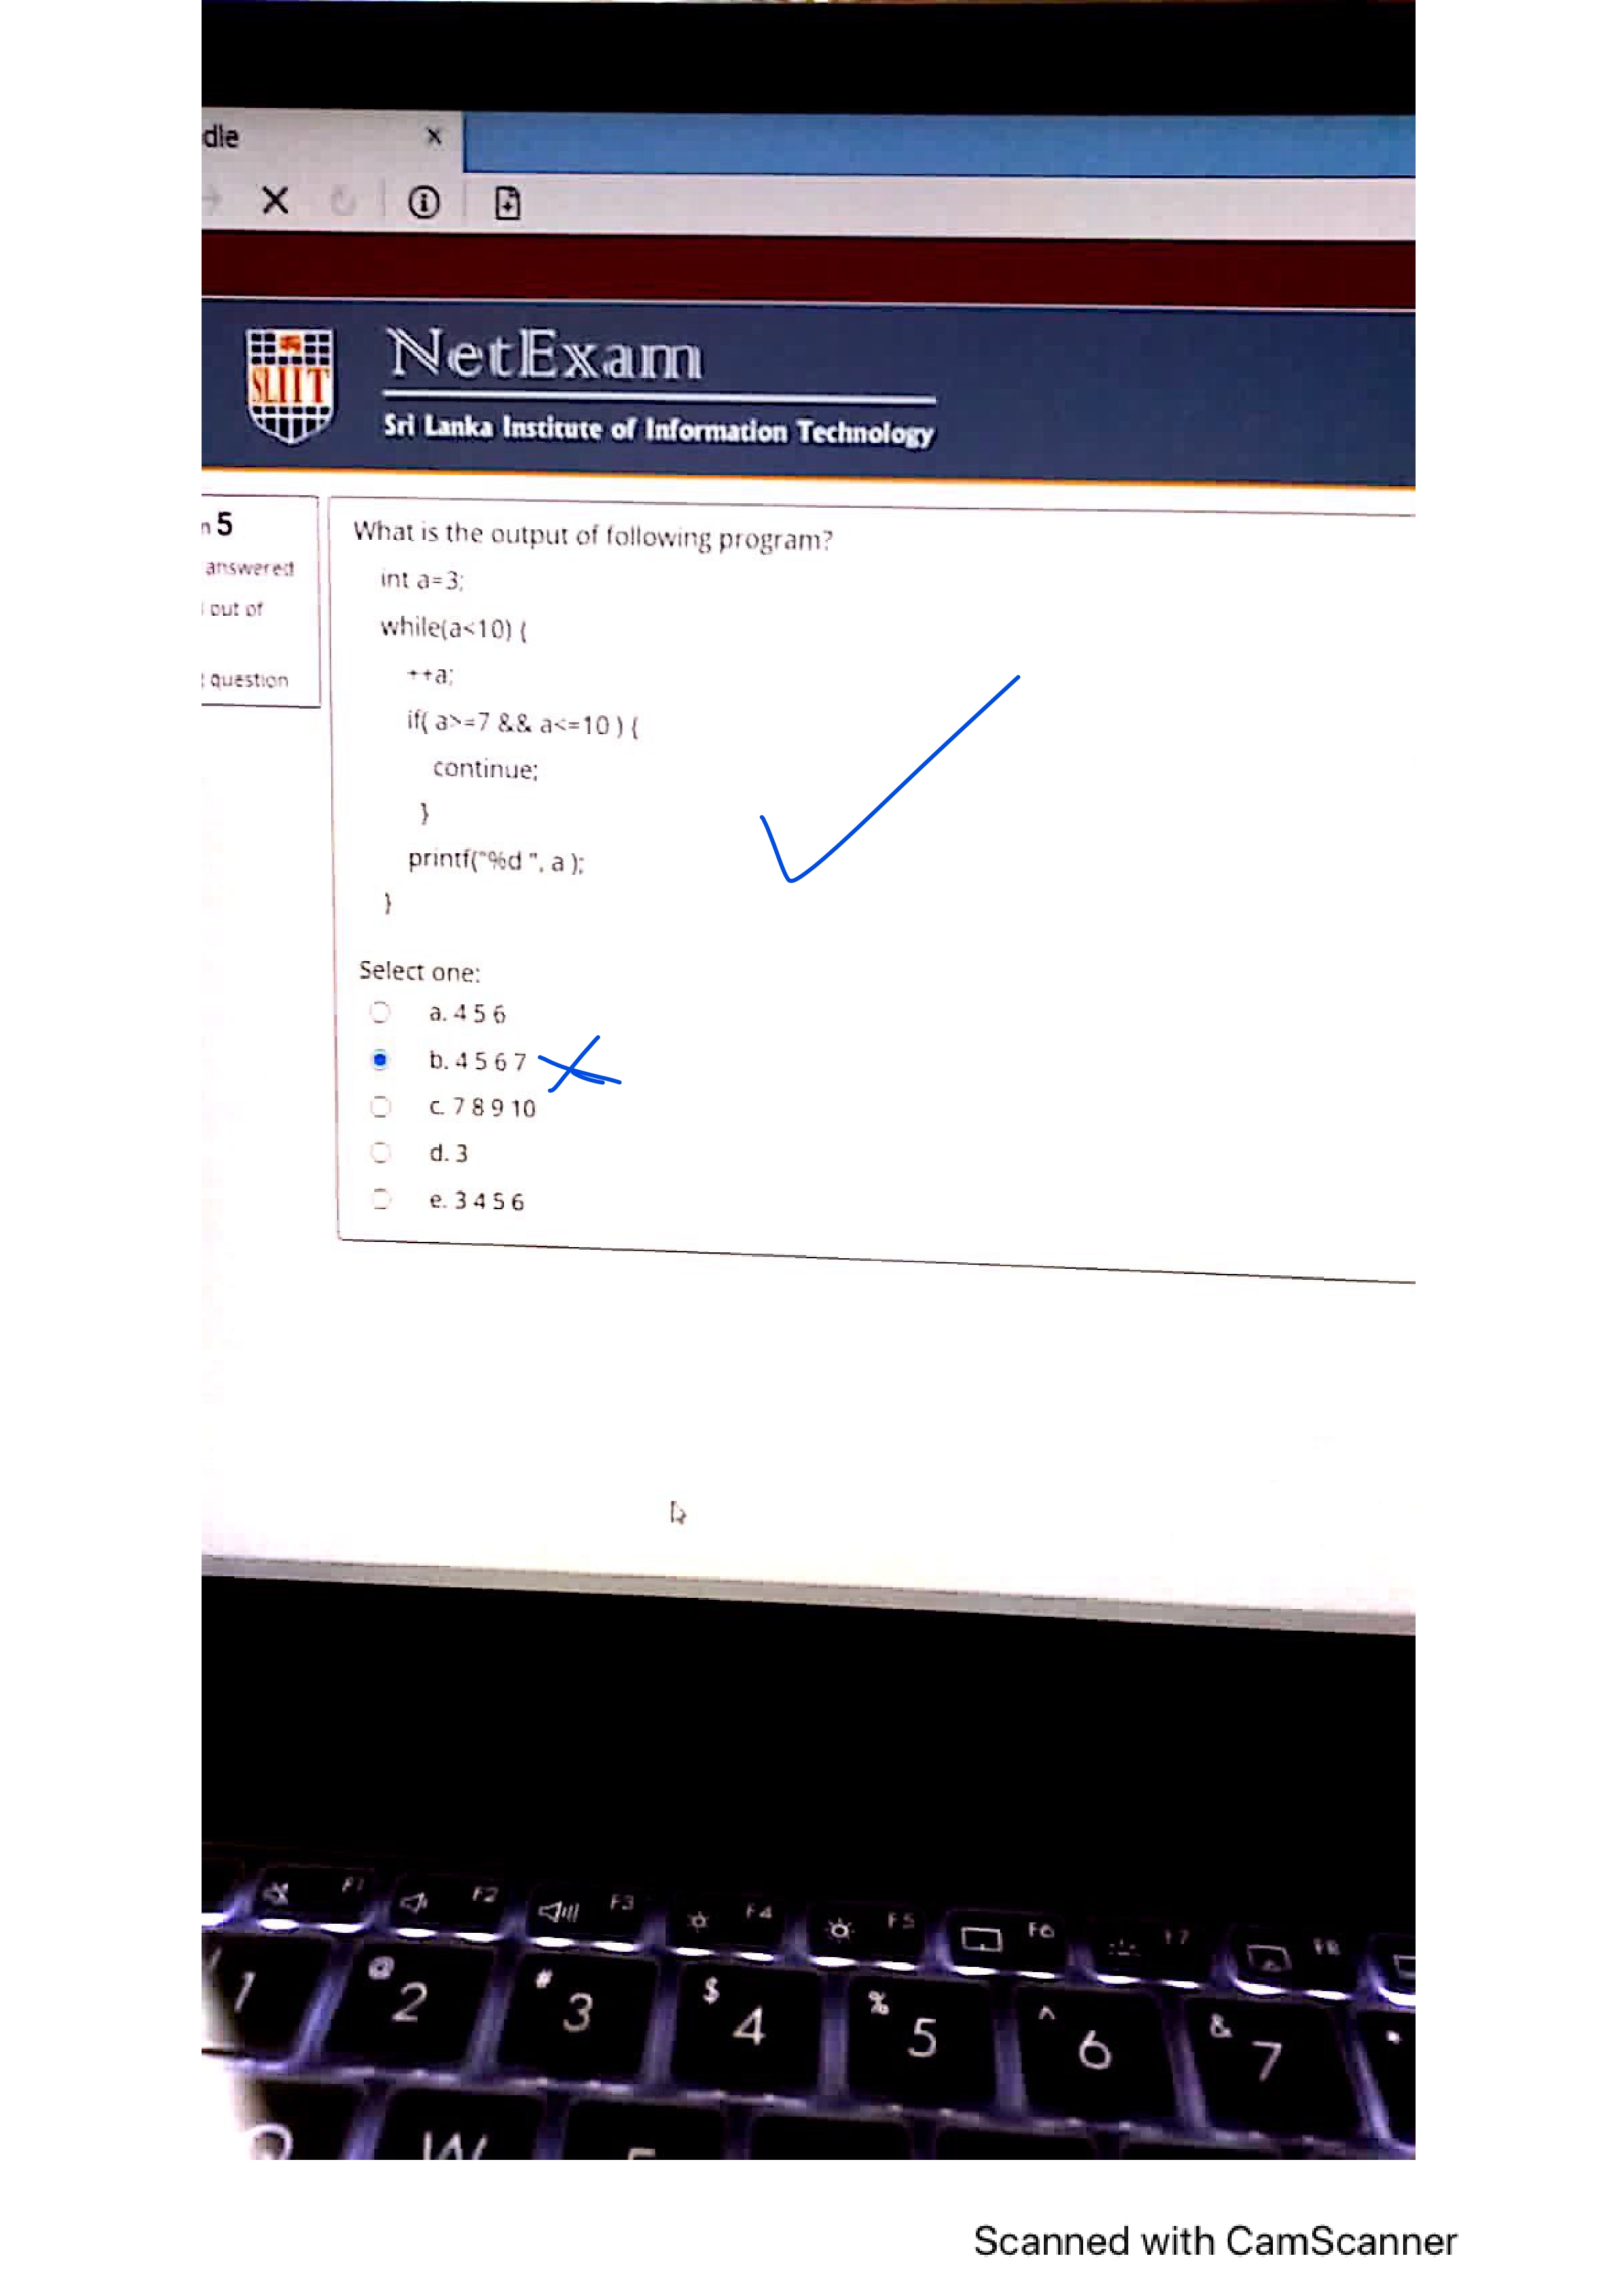 dle
SLIIT
NetExam
Sri Lanka Institute of Information Technology
5
answered
out of
question
What is the output of following program?
int a=3;
while(a<10) {
++a;
if( a>=7 && a<=10 ) {
continue;
}
printf("%d ", a );
}
Select one:
a. 4 5 6
b. 4 5 6 7
c. 7 8 9 10
d. 3
e. 3 4 5 6
F1 F2 F3 F4 F5 F6 F7 F8
1 @ 2 # 3 $ 4 % 5 ^ 6 & 7
W
Scanned with CamScanner